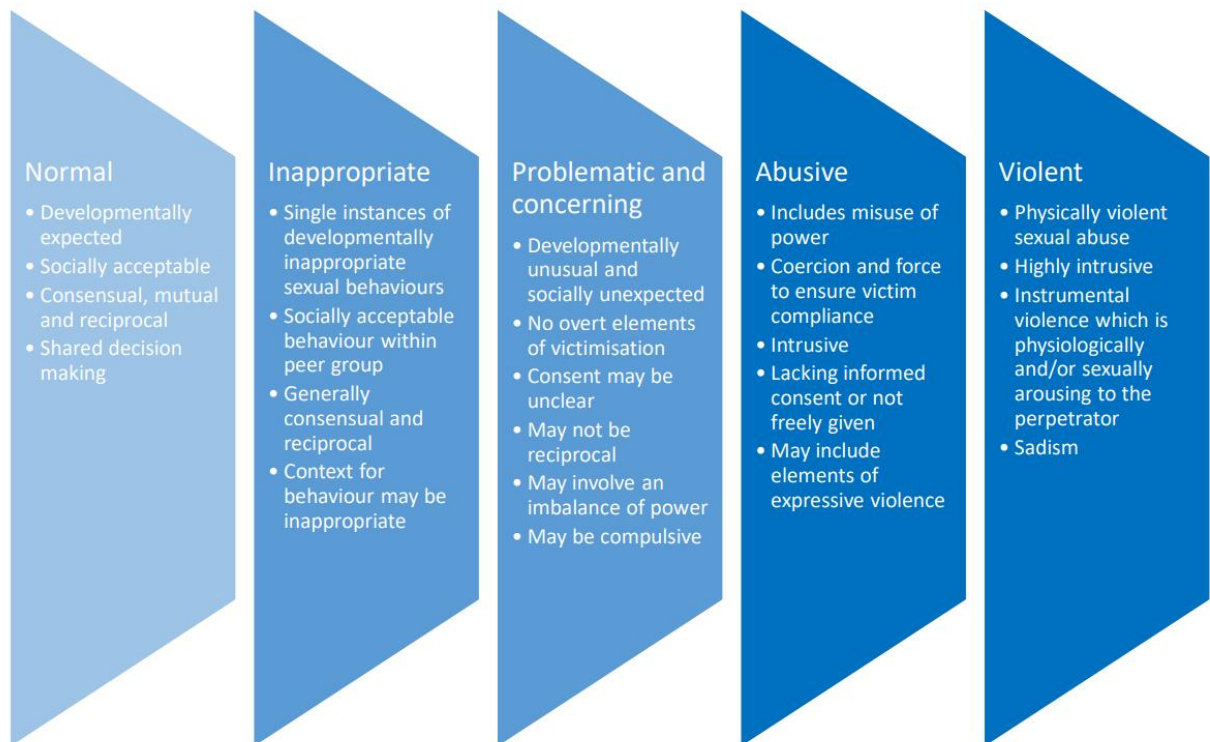 Normal
• Developmentally
expected
• Socially acceptable
• Consensual, mutual
and reciprocal
• Shared decision
making
Inappropriate
• Single instances of
developmentally
inappropriate
sexual behaviours
• Socially acceptable
behaviour within
peer group
• Generally
consensual and
reciprocal
• Context for
behaviour may be
inappropriate
Problematic and
concerning
• Developmentally
unusual and
socially unexpected
• No overt elements
of victimisation
• Consent may be
unclear
• May not be
reciprocal
• May involve an
imbalance of power
• May be compulsive
Abusive
• Includes misuse of
power
• Coercion and force
to ensure victim
compliance
• Intrusive
• Lacking informed
consent or not
freely given
• May include
elements of
expressive violence
Violent
• Physically violent
sexual abuse
• Highly intrusive
• Instrumental
violence which is
physiologically
and/or sexually
arousing to the
perpetrator
• Sadism